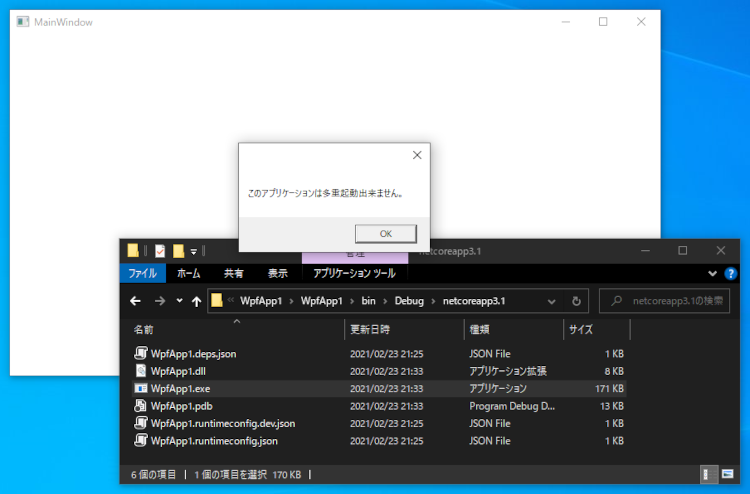 MainWindow
このアプリケーションは多重起動出来ません。
OK
netcoreapp3.1
ファイル ホーム 共有 表示 アプリケーション ツール
WpfApp1 › WpfApp1 › bin › Debug › netcoreapp3.1
netcoreapp3.1の検索
名前 更新日時 種類 サイズ
WpfApp1.deps.json 2021/02/23 21:25 JSON File 1 KB
WpfApp1.dll 2021/02/23 21:33 アプリケーション拡張 8 KB
WpfApp1.exe 2021/02/23 21:33 アプリケーション 171 KB
WpfApp1.pdb 2021/02/23 21:33 Program Debug D... 13 KB
WpfApp1.runtimeconfig.dev.json 2021/02/23 21:25 JSON File 1 KB
WpfApp1.runtimeconfig.json 2021/02/23 21:25 JSON File 1 KB
6 個の項目 1 個の項目を選択 170 KB